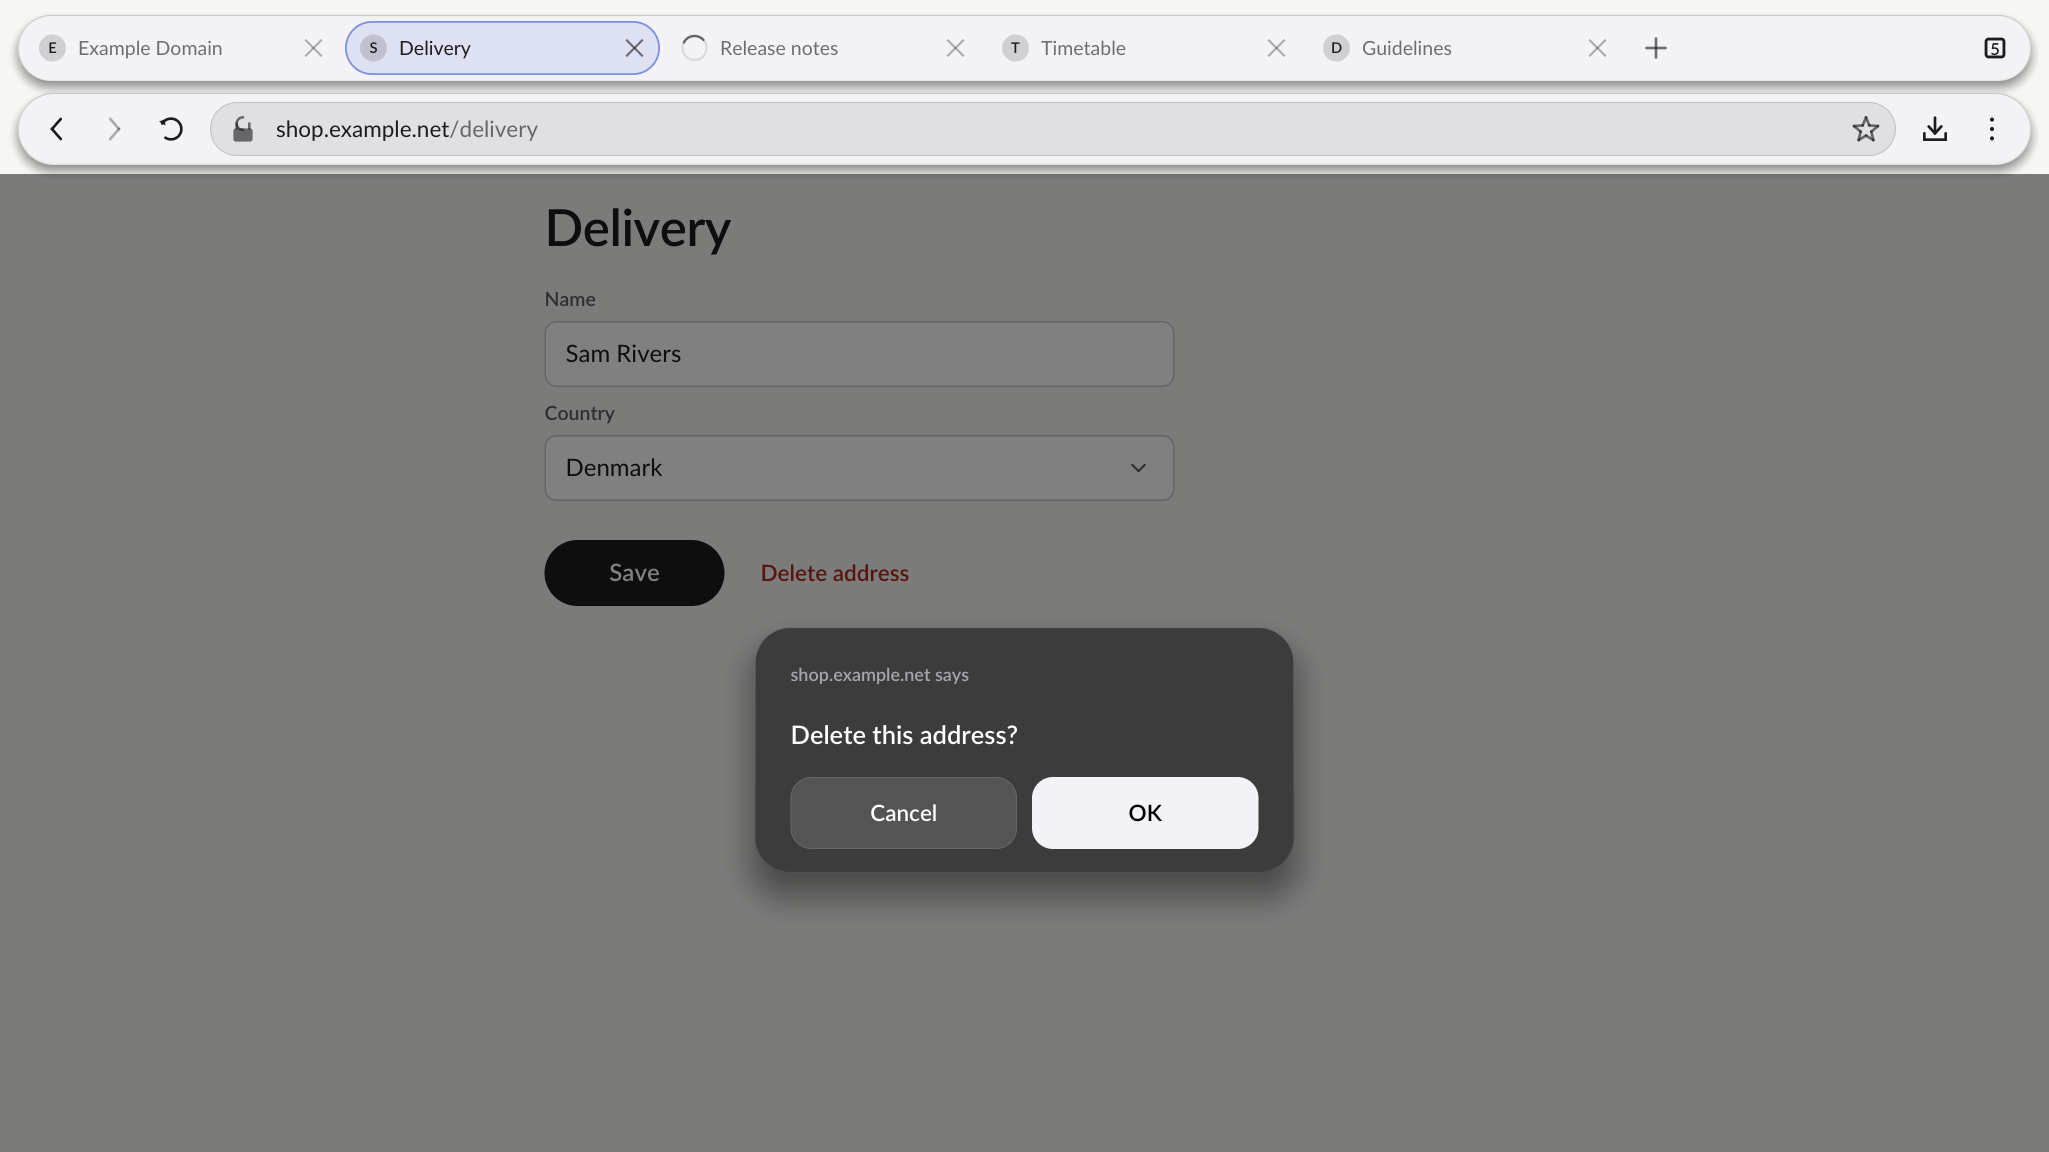 E Example Domain S Delivery Release notes T Timetable D Guidelines 5
shop.example.net/delivery
Delivery
Name
Sam Rivers
Country
Denmark
Save Delete address
shop.example.net says
Delete this address?
Cancel OK